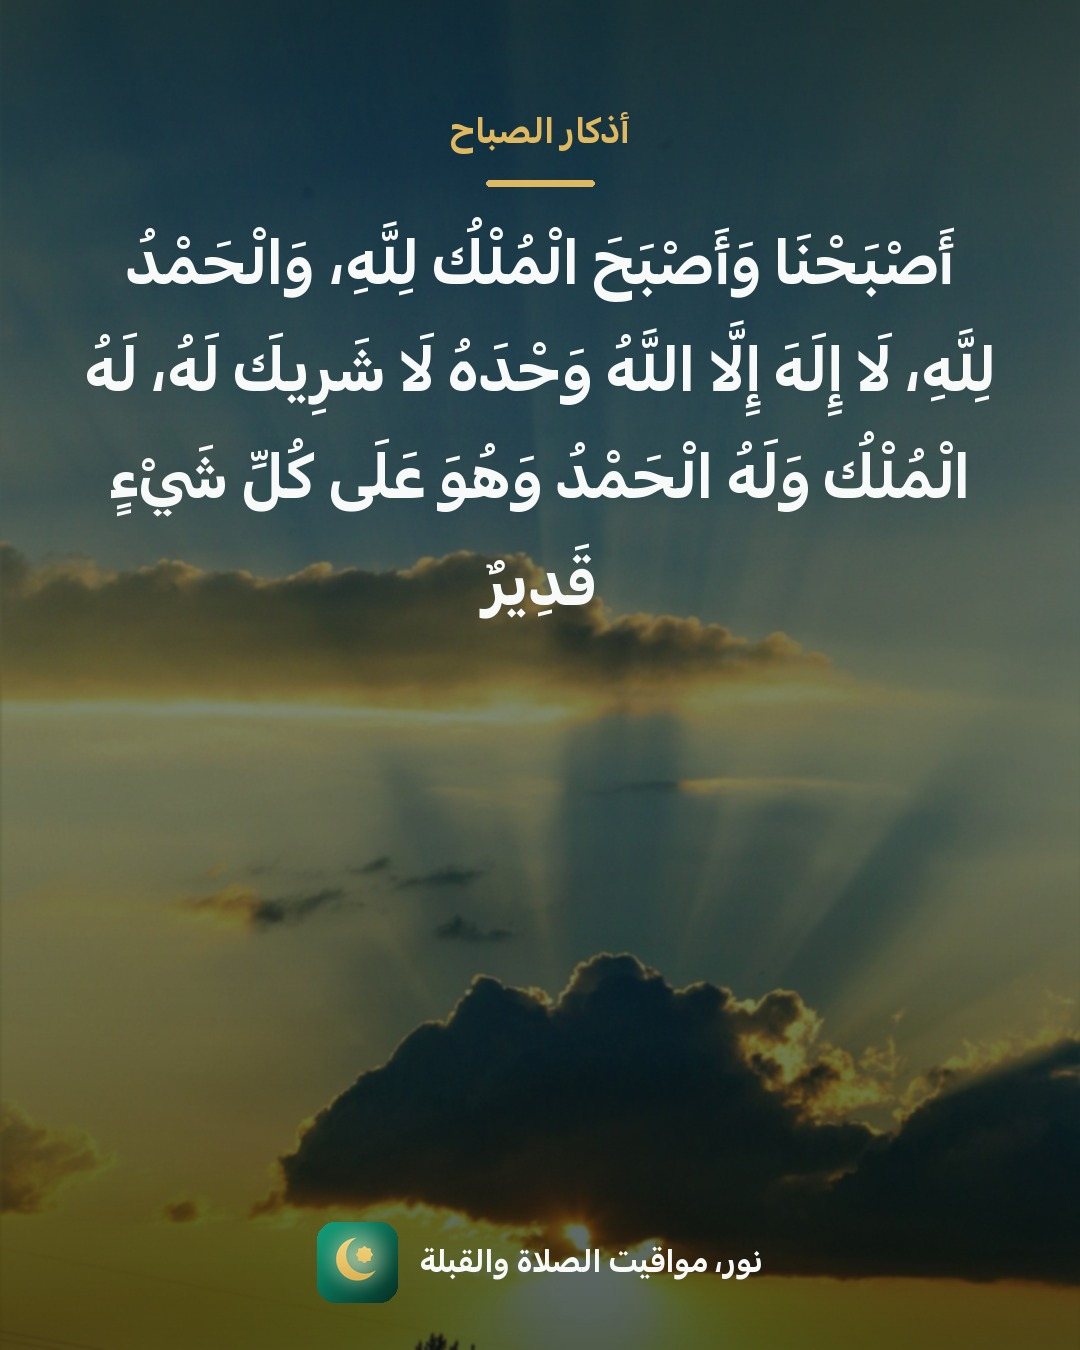 أذكار الصباح
أَصْبَحْنَا وَأَصْبَحَ الْمُلْكُ لِلَّهِ، وَالْحَمْدُ
لِلَّهِ، لَا إِلَهَ إِلَّا اللَّهُ وَحْدَهُ لَا شَرِيكَ لَهُ، لَهُ
الْمُلْكُ وَلَهُ الْحَمْدُ وَهُوَ عَلَى كُلِّ شَيْءٍ
قَدِيرٌ
نور، مواقيت الصلاة والقبلة